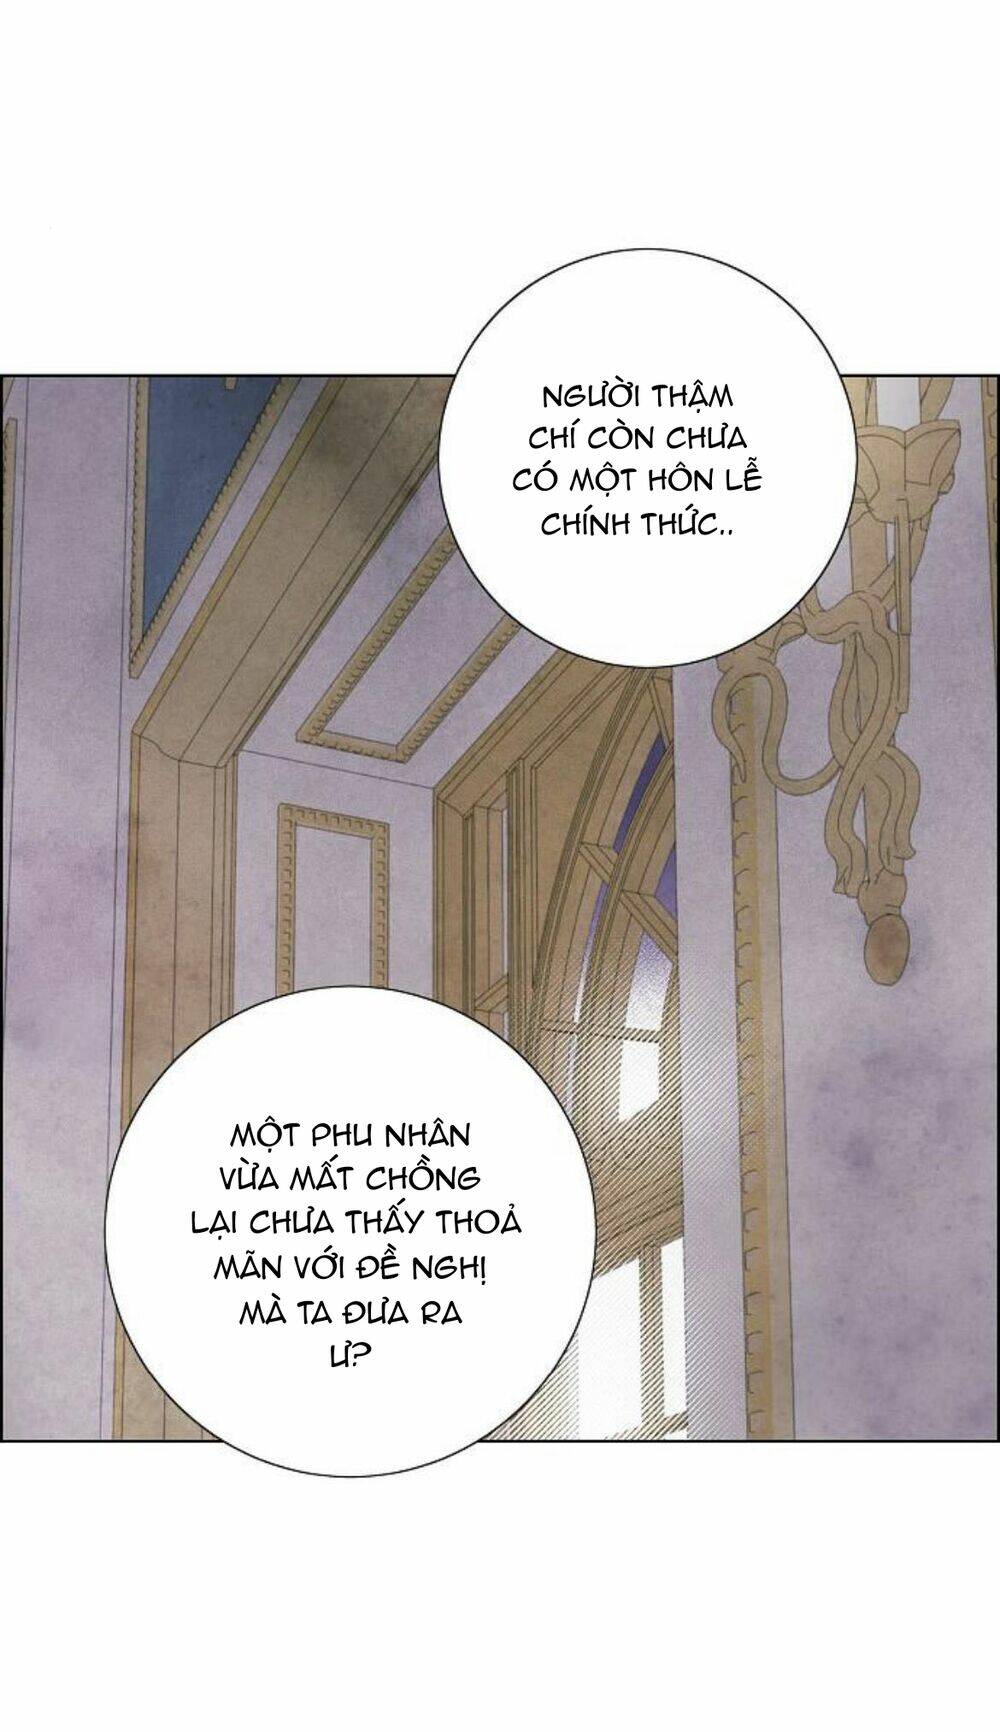 NGƯỜI THẬM
CHÍ CÒN CHƯA
CÓ MỘT HÔN LỄ
CHÍNH THỨC..
MỘT PHU NHÂN
VỪA MẤT CHỒNG
LẠI CHƯA THẤY THOẢ
MÃN VỚI ĐỀ NGHỊ
MÀ TA ĐƯA RA
Ư?